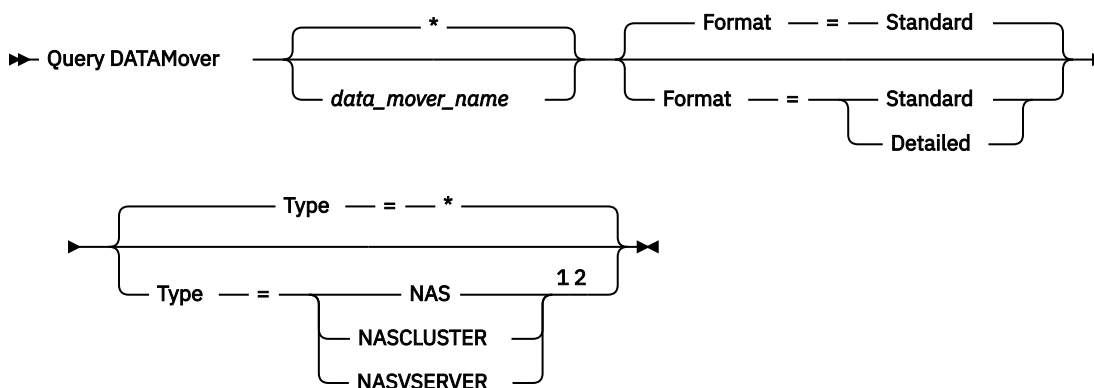 Format = Standard
*
Query DATAMover
data_mover_name
Format = Standard
Detailed
Type = *
Type = NAS 1 2
NASCLUSTER
NASVSERVER